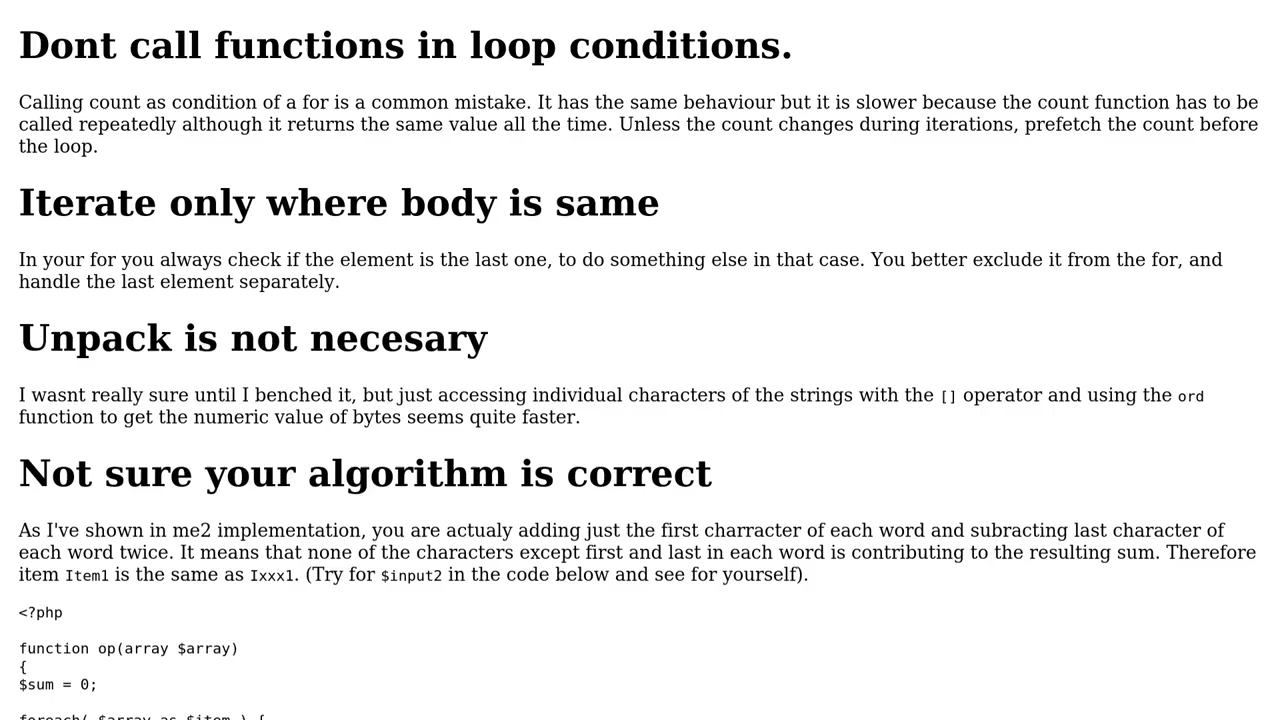 Dont call functions in loop conditions.
Calling count as condition of a for is a common mistake. It has the same behaviour but it is slower because the count function has to be
called repeatedly although it returns the same value all the time. Unless the count changes during iterations, prefetch the count before
the loop.
Iterate only where body is same
In your for you always check if the element is the last one, to do something else in that case. You better exclude it from the for, and
handle the last element separately.
Unpack is not necesary
I wasnt really sure until I benched it, but just accessing individual characters of the strings with the [] operator and using the ord
function to get the numeric value of bytes seems quite faster.
Not sure your algorithm is correct
As I've shown in me2 implementation, you are actualy adding just the first charracter of each word and subracting last character of
each word twice. It means that none of the characters except first and last in each word is contributing to the resulting sum. Therefore
item Item1 is the same as Ixxx1. (Try for $input2 in the code below and see for yourself).
<?php
function op(array $array)
{
$sum = 0;
foreach( $array as $item ) {